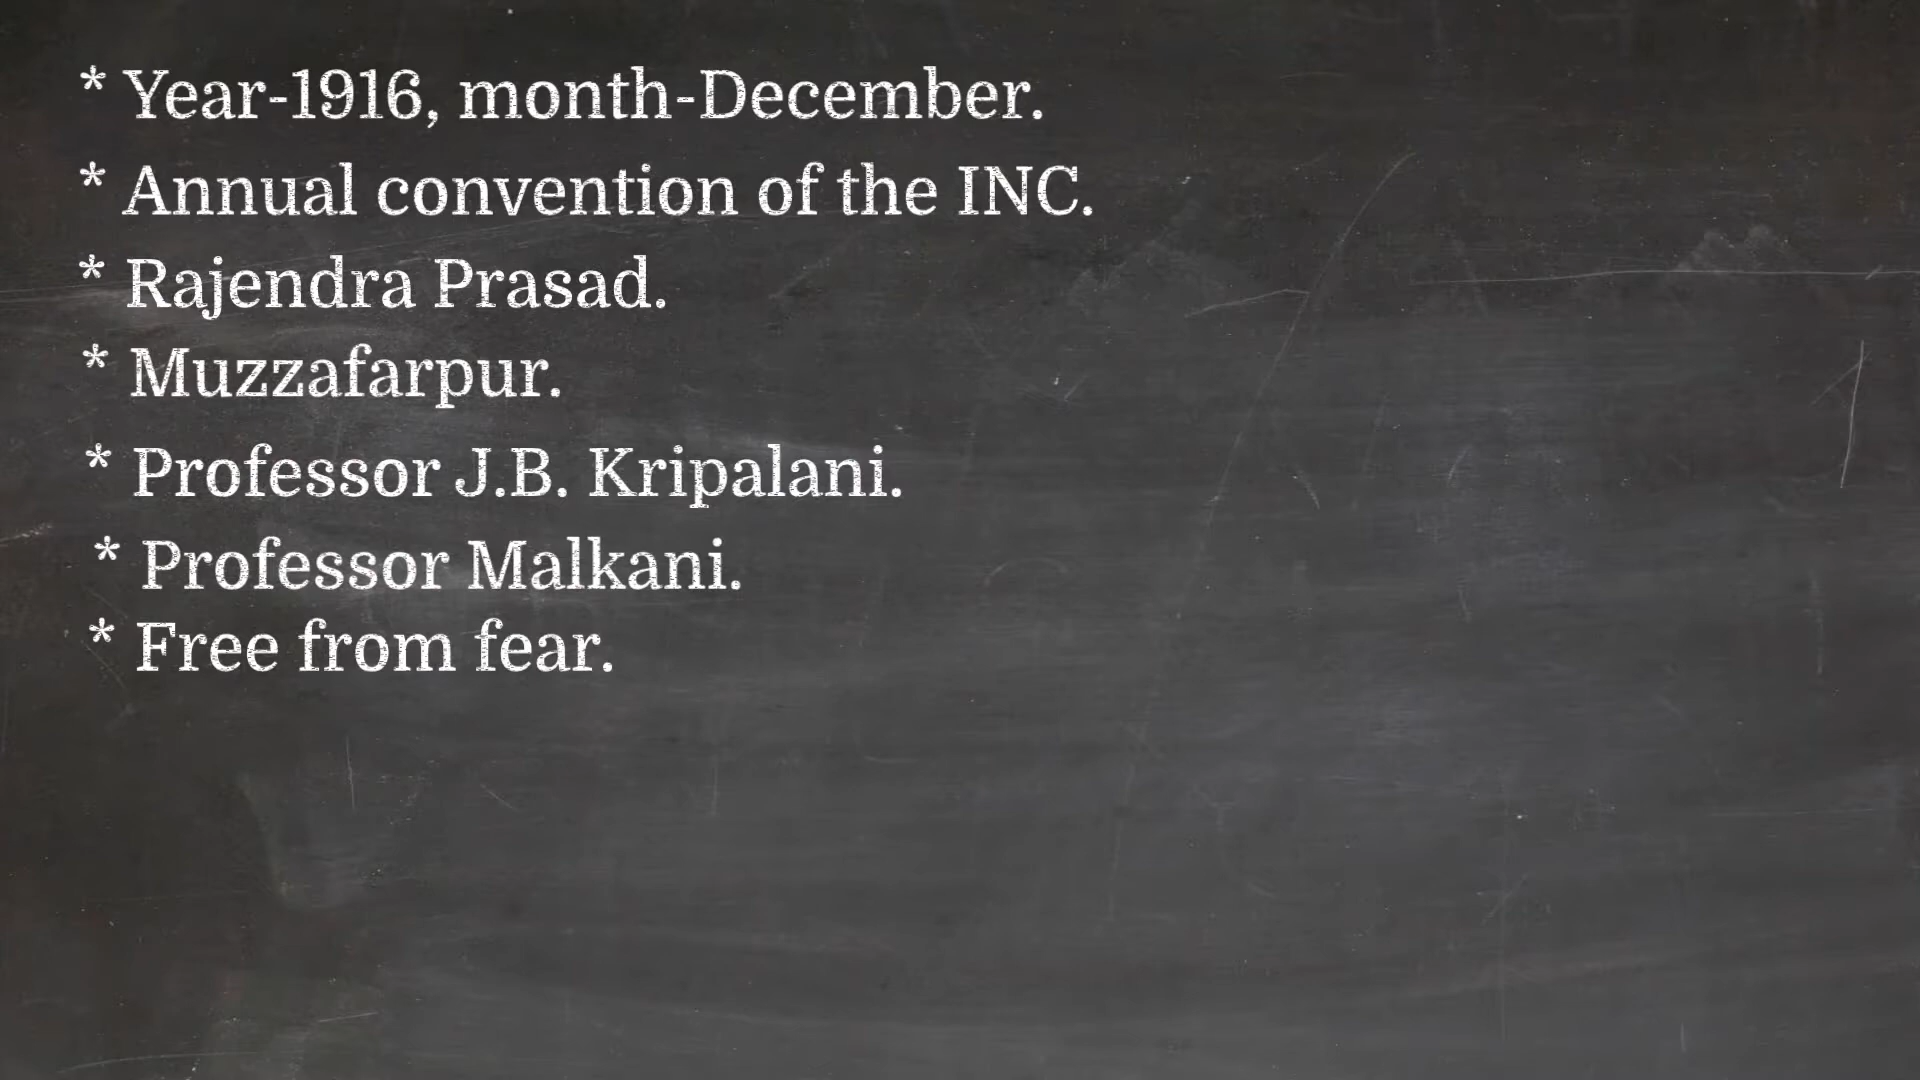 * Year-1916, month-December.
* Annual convention of the INC.
* Rajendra Prasad.
* Muzzafarpur.
* Professor J.B. Kripalani.
* Professor Malkani.
* Free from fear.